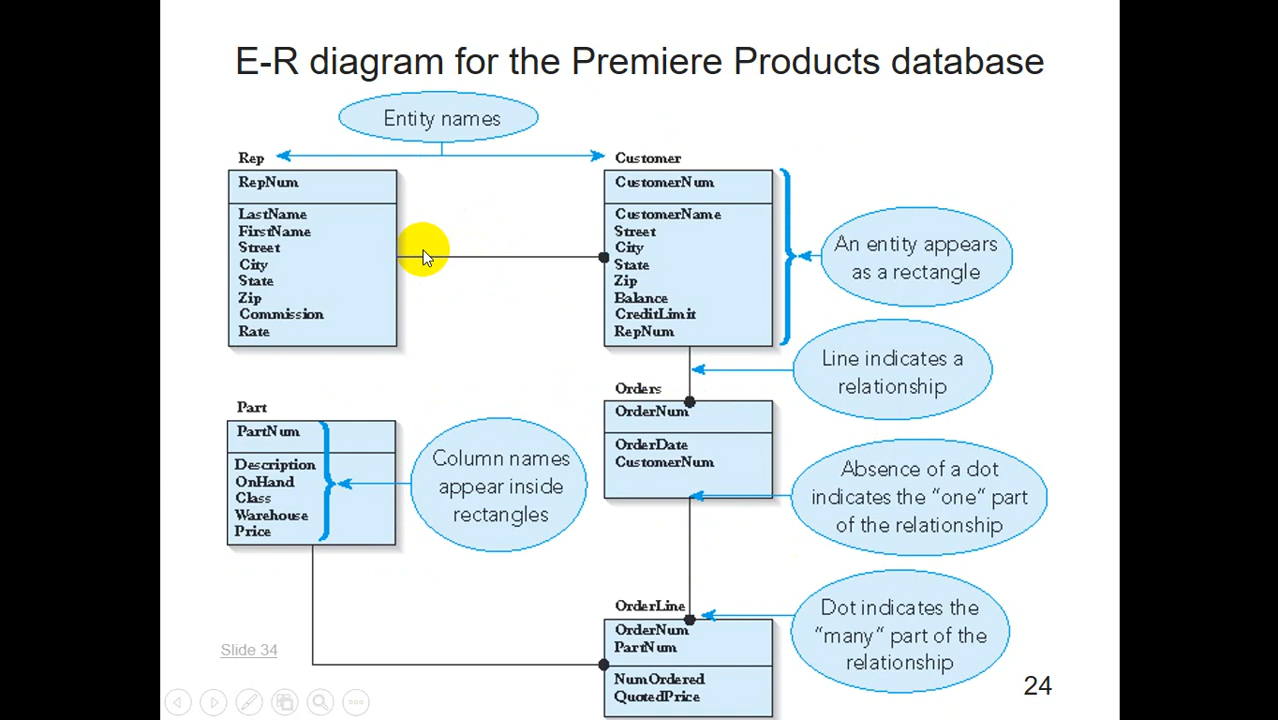 E-R diagram for the Premiere Products database
Entity names
Rep
RepNum
LastName
FirstName
Street
City
State
Zip
Commission
Rate
Customer
CustomerNum
CustomerName
Street
City
State
Zip
Balance
CreditLimit
RepNum
An entity appears
as a rectangle
Line indicates a
relationship
Part
PartNum
Description
OnHand
Class
Warehouse
Price
Column names
appear inside
rectangles
Orders
OrderNum
OrderDate
CustomerNum
Absence of a dot
indicates the “one” part
of the relationship
OrderLine
OrderNum
PartNum
NumOrdered
QuotedPrice
Dot indicates the
“many” part of the
relationship
Slide 34
24